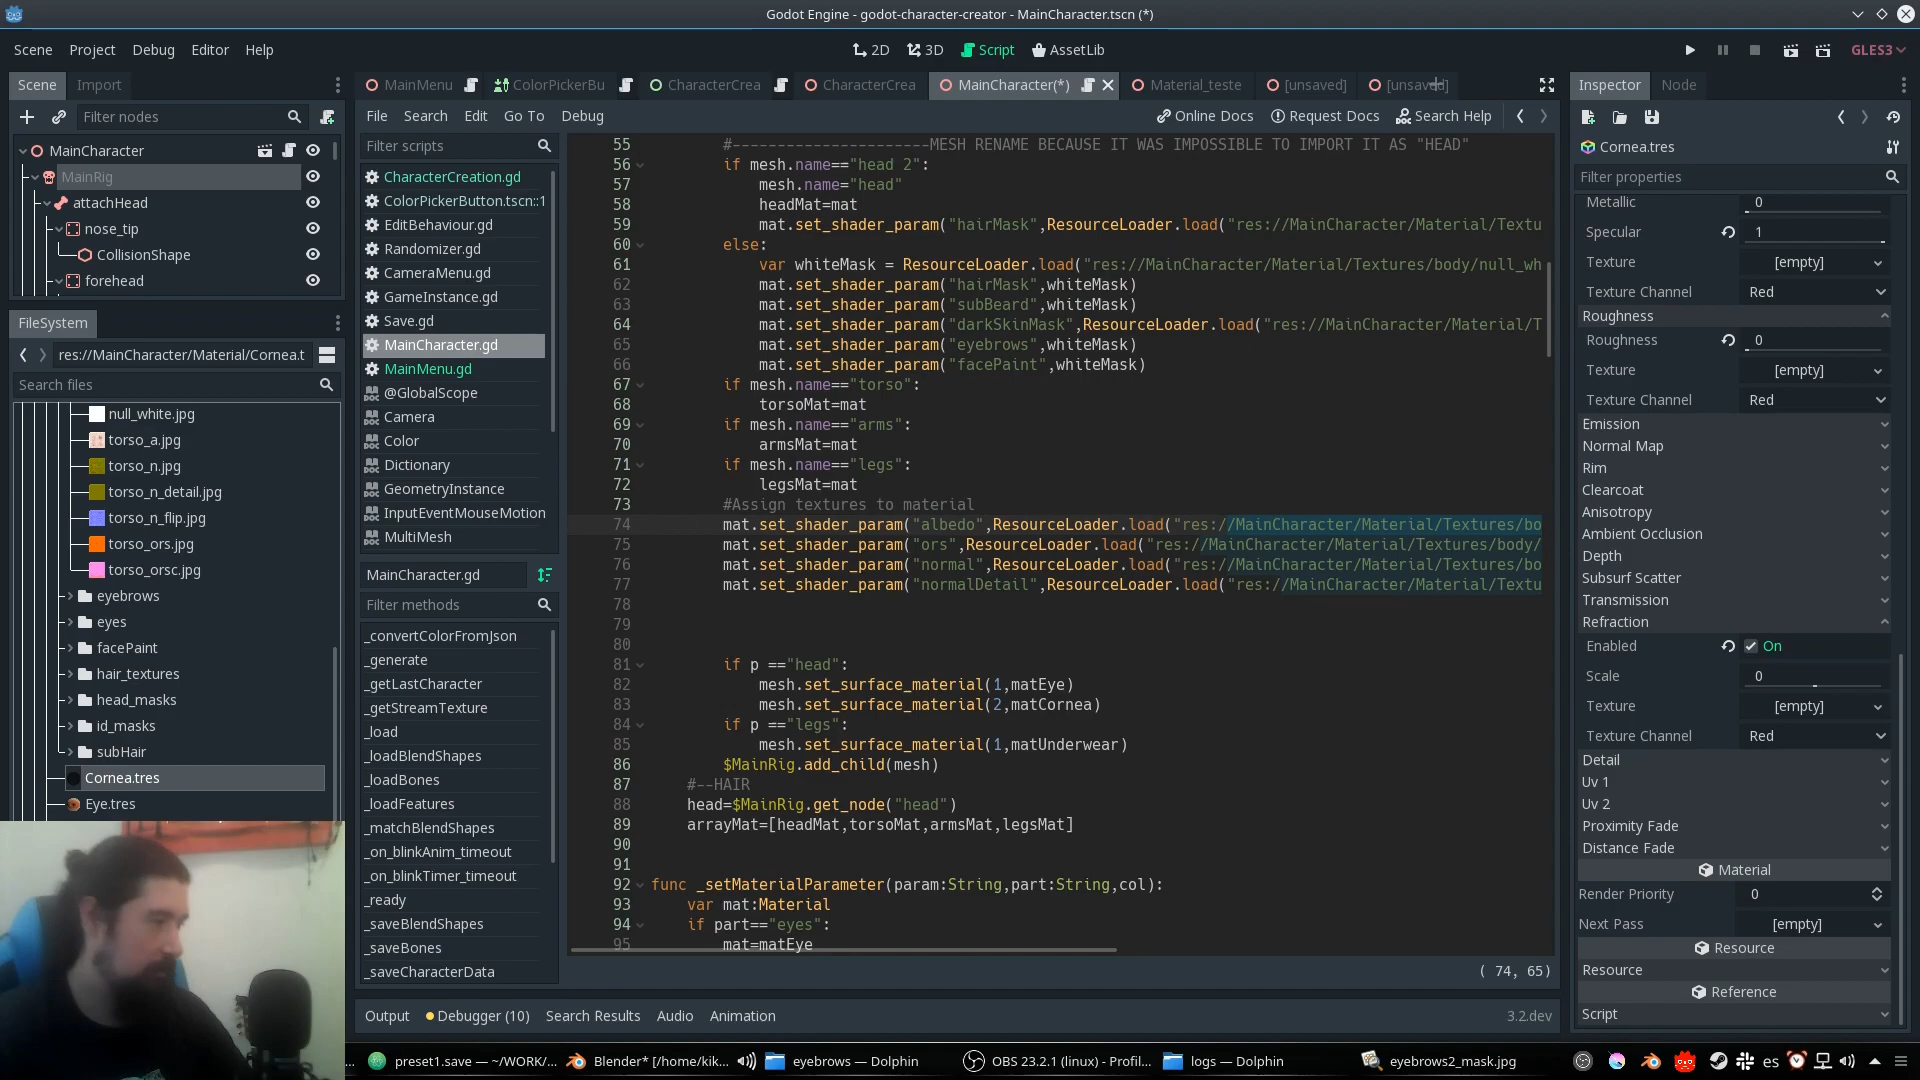 Godot Engine - godot-character-creator - MainCharacter.tscn (*)
Scene Project Debug Editor Help
2D 3D Script AssetLib
GLES3
Scene Import
Filter nodes
MainCharacter
MainRig
attachHead
nose_tip
CollisionShape
forehead
FileSystem
res://MainCharacter/Material/Cornea.t
Search files
null_white.jpg
torso_a.jpg
torso_n.jpg
torso_n_detail.jpg
torso_n_flip.jpg
torso_ors.jpg
torso_orsc.jpg
eyebrows
eyes
facePaint
hair_textures
head_masks
id_masks
subHair
Cornea.tres
Eye.tres
MainMenu ColorPickerBu CharacterCrea CharacterCrea MainCharacter(*) Material_teste [unsaved] [unsaved]
File Search Edit Go To Debug Online Docs Request Docs Search Help
Filter scripts
CharacterCreation.gd
ColorPickerButton.tscn::1
EditBehaviour.gd
Randomizer.gd
CameraMenu.gd
GameInstance.gd
Save.gd
MainCharacter.gd
MainMenu.gd
@GlobalScope
Camera
Color
Dictionary
GeometryInstance
InputEventMouseMotion
MultiMesh
MainCharacter.gd
Filter methods
_convertColorFromJson
_generate
_getLastCharacter
_getStreamTexture
_load
_loadBlendShapes
_loadBones
_loadFeatures
_matchBlendShapes
_on_blinkAnim_timeout
_on_blinkTimer_timeout
_ready
_saveBlendShapes
_saveBones
_saveCharacterData
55 #----------------------MESH RENAME BECAUSE IT WAS IMPOSSIBLE TO IMPORT IT AS "HEAD"
56 if mesh.name=="head 2":
57 mesh.name="head"
58 headMat=mat
59 mat.set_shader_param("hairMask",ResourceLoader.load("res://MainCharacter/Material/Textu
60 else:
61 var whiteMask = ResourceLoader.load("res://MainCharacter/Material/Textures/body/null_wh
62 mat.set_shader_param("hairMask",whiteMask)
63 mat.set_shader_param("subBeard",whiteMask)
64 mat.set_shader_param("darkSkinMask",ResourceLoader.load("res://MainCharacter/Material/T
65 mat.set_shader_param("eyebrows",whiteMask)
66 mat.set_shader_param("facePaint",whiteMask)
67 if mesh.name=="torso":
68 torsoMat=mat
69 if mesh.name=="arms":
70 armsMat=mat
71 if mesh.name=="legs":
72 legsMat=mat
73 #Assign textures to material
74 mat.set_shader_param("albedo",ResourceLoader.load("res://MainCharacter/Material/Textures/bo
75 mat.set_shader_param("ors",ResourceLoader.load("res://MainCharacter/Material/Textures/body/
76 mat.set_shader_param("normal",ResourceLoader.load("res://MainCharacter/Material/Textures/bo
77 mat.set_shader_param("normalDetail",ResourceLoader.load("res://MainCharacter/Material/Textu
78
79
80
81 if p =="head":
82 mesh.set_surface_material(1,matEye)
83 mesh.set_surface_material(2,matCornea)
84 if p =="legs":
85 mesh.set_surface_material(1,matUnderwear)
86 $MainRig.add_child(mesh)
87 #--HAIR
88 head=$MainRig.get_node("head")
89 arrayMat=[headMat,torsoMat,armsMat,legsMat]
90
91
92 func _setMaterialParameter(param:String,part:String,col):
93 var mat:Material
94 if part=="eyes":
95 mat=matEye
( 74, 65)
Output Debugger (10) Search Results Audio Animation 3.2.dev
Inspector Node
Cornea.tres
Filter properties
Metallic 0
Specular 1
Texture [empty]
Texture Channel Red
Roughness
Roughness 0
Texture [empty]
Texture Channel Red
Emission
Normal Map
Rim
Clearcoat
Anisotropy
Ambient Occlusion
Depth
Subsurf Scatter
Transmission
Refraction
Enabled On
Scale 0
Texture [empty]
Texture Channel Red
Detail
Uv 1
Uv 2
Proximity Fade
Distance Fade
Material
Render Priority 0
Next Pass [empty]
Resource
Resource
Reference
Script
... preset1.save — ~/WORK/... Blender* [/home/kik... eyebrows — Dolphin OBS 23.2.1 (linux) - Profil... logs — Dolphin eyebrows2_mask.jpg es